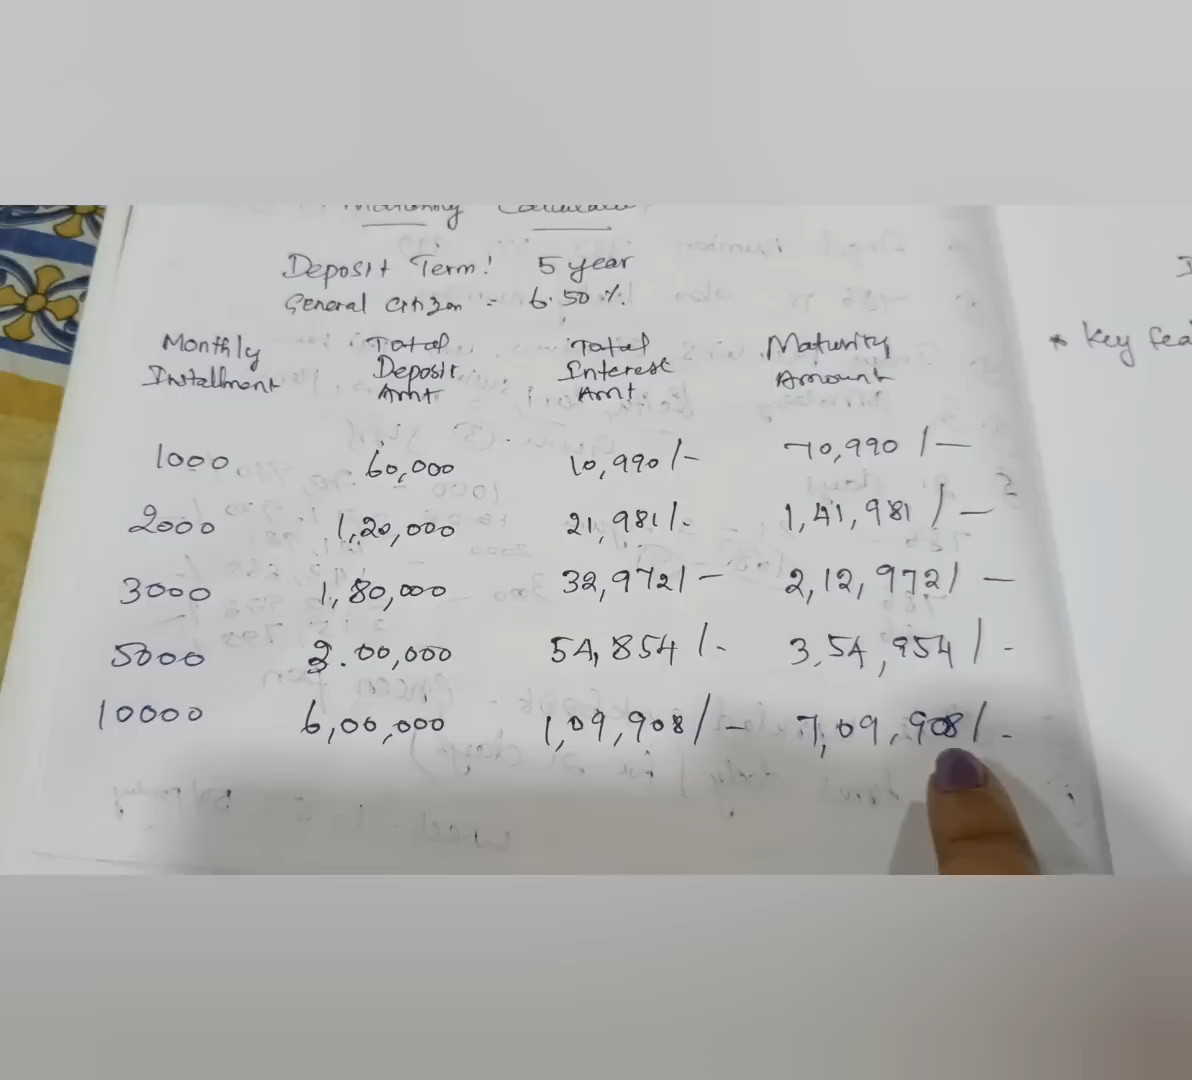 Deposit Term! 5 year
General citizen = 6.50%.
Monthly Installment Total Deposit Amt Total Interest Amt. Maturity Amount
1000 60,000 10,990/- 70,990/-
2000 1,20,000 21,981/- 1,41,981/-
3000 1,80,000 32,972/- 2,12,972/-
5000 3.00,000 54,854/- 3,54,954/-
10000 6,00,000 1,09,908/- 7,09,908/-
* Key fea